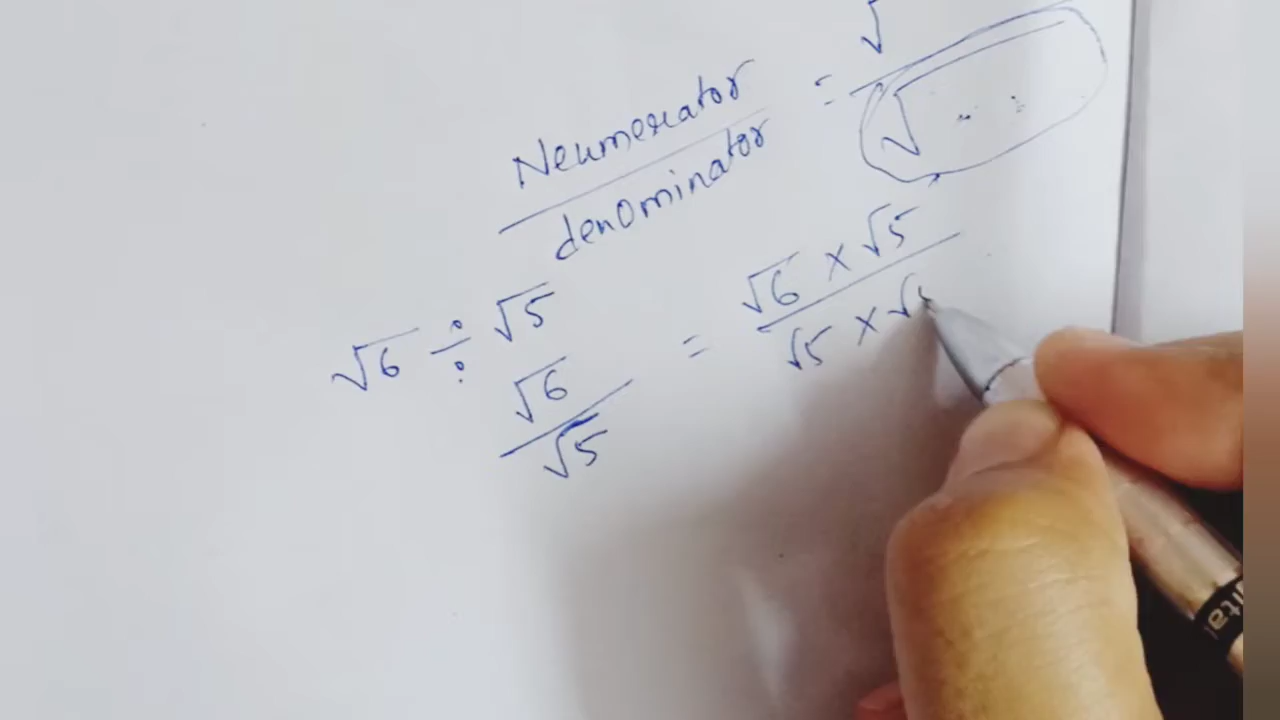 Neumerator / denominator = √ / √
√6 ÷ √5
√6 / √5 = √6 × √5 / √5 × √